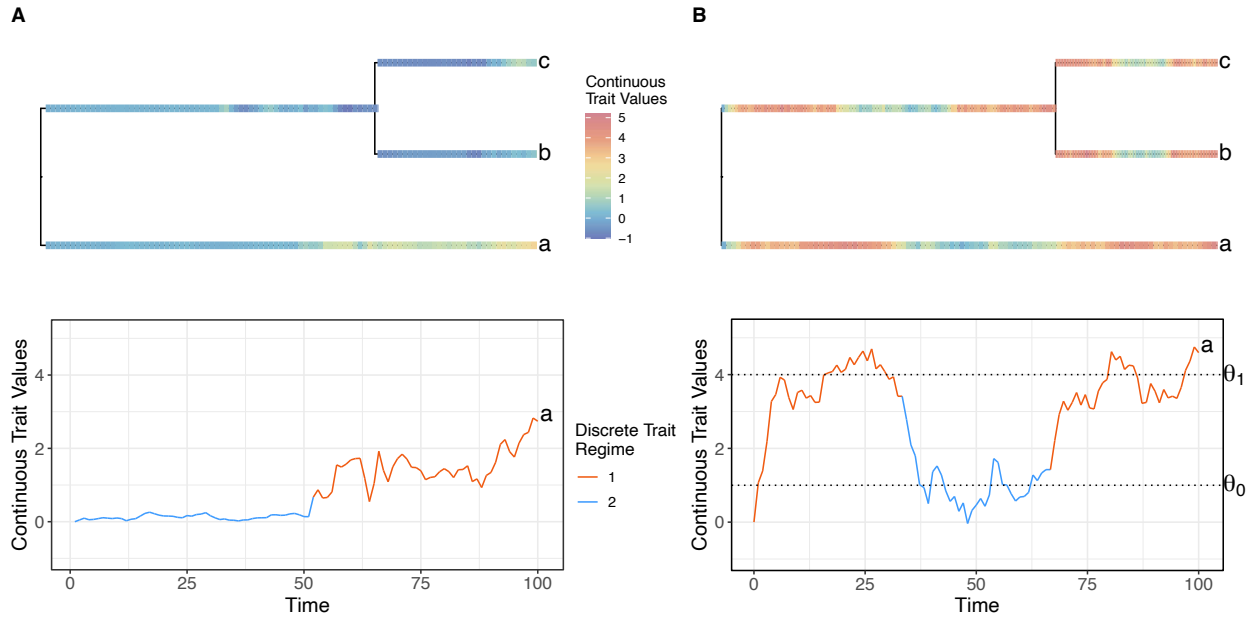 A
B
c
b
a
Continuous
Trait Values
5
4
3
2
1
0
−1
c
b
a
Continuous Trait Values
4
2
0
a
0
25
50
75
100
Time
Discrete Trait
Regime
1
2
Continuous Trait Values
4
2
0
a
θ1
θ0
0
25
50
75
100
Time